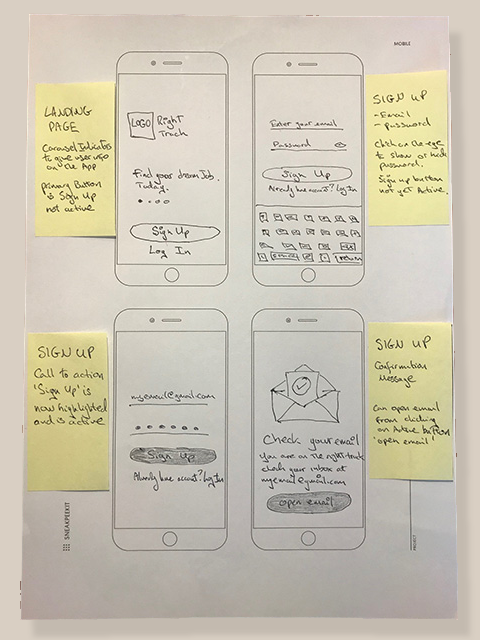 MOBILE
LANDING
PAGE
Carousel Indicates
to give user info
on the App
primary Button
is Sign Up
not active
LOGO Right
Track
Find your dream Job.
Today.
Sign Up
Log In
Enter your email
Password
Sign Up
Already have account? Log In
return
SIGN UP
- Email
- Password
Click on the eye
to show or hide
password.
Sign up button
not yet Active.
SIGN UP
Call to action
'Sign Up' is
now highlighted
and is active
myemail@gmail.com
Sign Up
Already have account? Log In
Check your email
You are on the right track
check your inbox at
myemail@gmail.com
open email
SIGN UP
Confirmation
Message
Can open email
from clicking
on Active button
'open email'
SNEAKPEEKIT
PROJECT